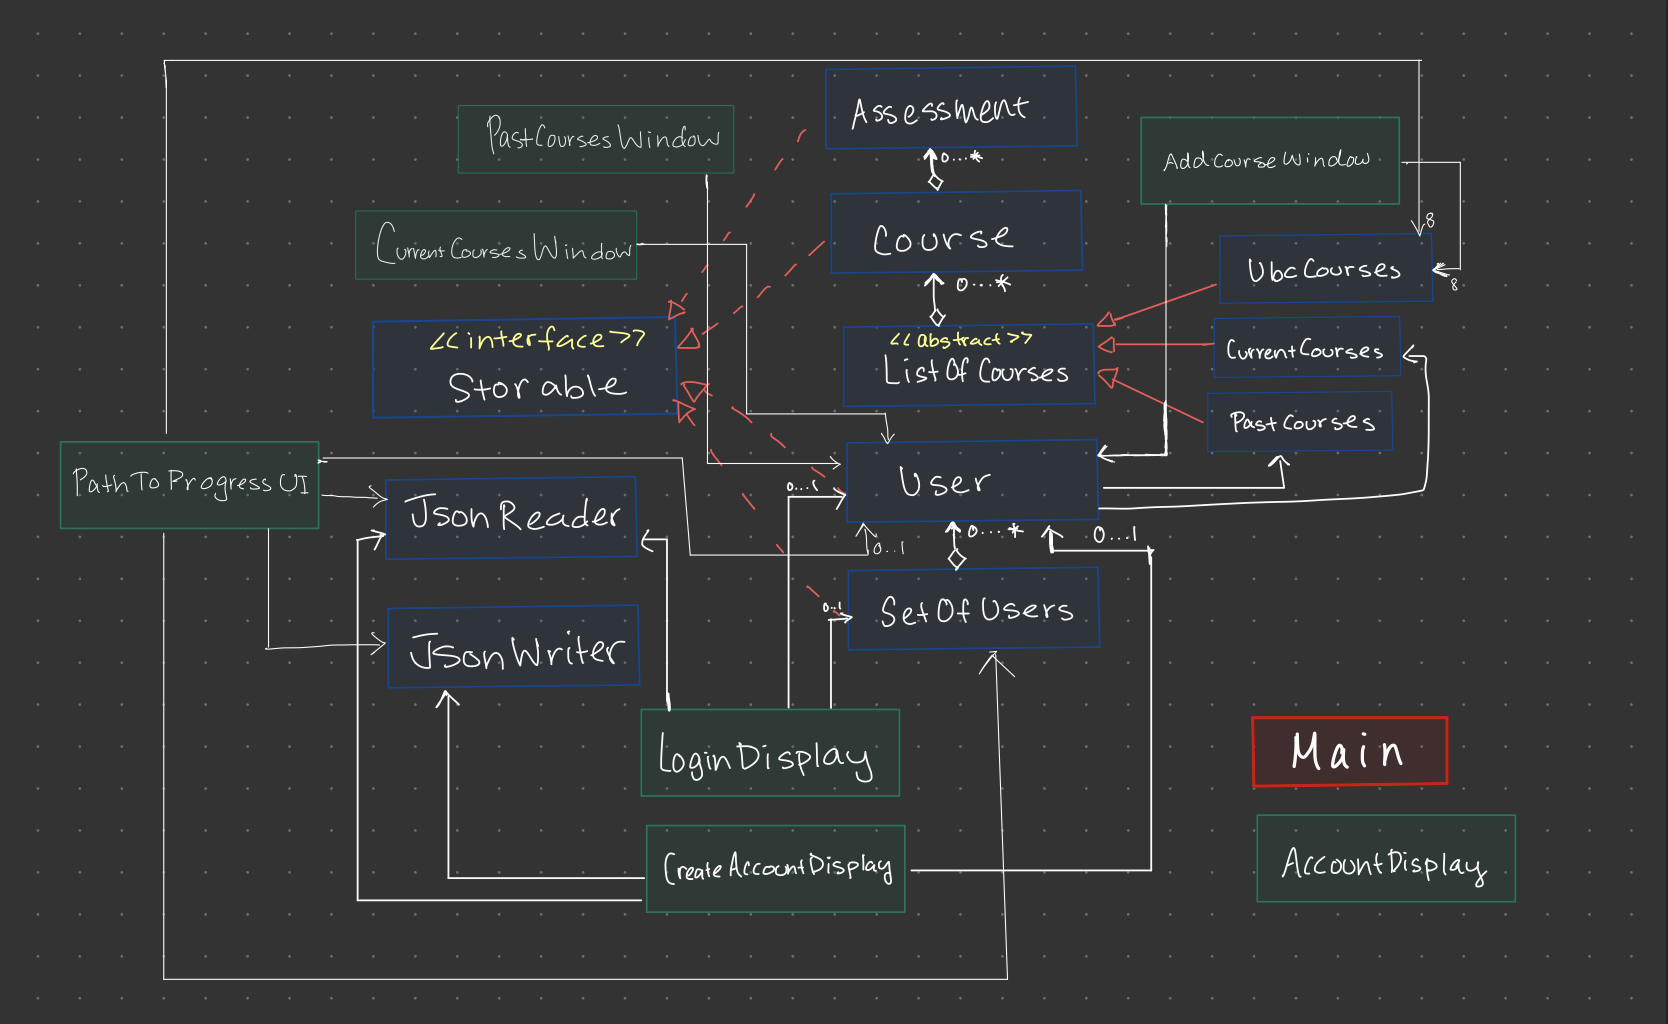 Assessment
0...*
PastCoursesWindow
AddCourseWindow
CurrentCoursesWindow
Course
0...*
8
UbcCourses
8
<<interface>>
Storable
<<abstract>>
ListOfCourses
CurrentCourses
PastCourses
PathToProgressUI
User
0...1
JsonReader
0...*
0...1
0..1
SetOfUsers
0...1
JsonWriter
LoginDisplay
Main
CreateAccountDisplay
AccountDisplay